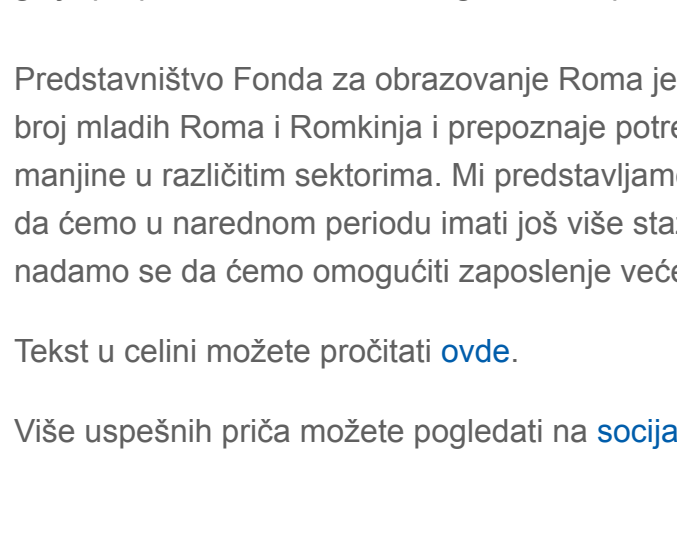 Predstavništvo Fonda za obrazovanje Roma je
broj mladih Roma i Romkinja i prepoznaje potre
manjine u različitim sektorima. Mi predstavljamo
da ćemo u narednom periodu imati još više staž
nadamo se da ćemo omogućiti zaposlenje veće
Tekst u celini možete pročitati ovde.
Više uspešnih priča možete pogledati na socija